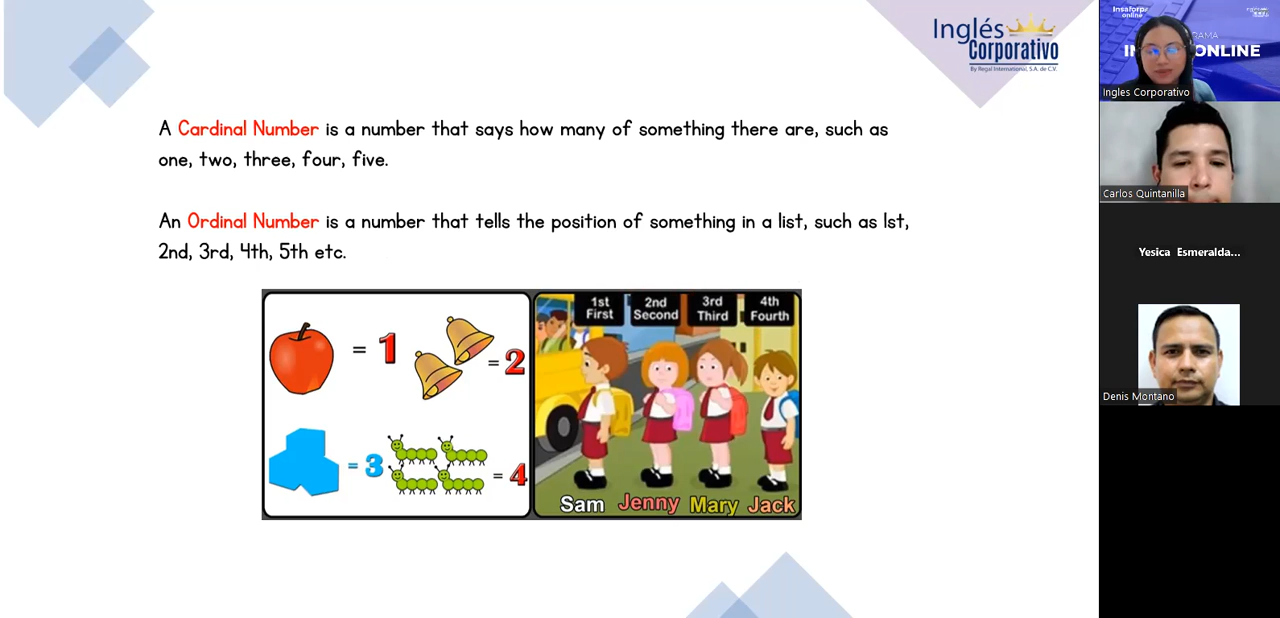 Inglés
Corporativo
By Regal International, S.A. de C.V.
A Cardinal Number is a number that says how many of something there are, such as
one, two, three, four, five.
An Ordinal Number is a number that tells the position of something in a list, such as 1st,
2nd, 3rd, 4th, 5th etc.
= 1
= 2
= 3
= 4
1st
First
2nd
Second
3rd
Third
4th
Fourth
Sam
Jenny
Mary
Jack
Insaforp
online
ONLINE
Ingles Corporativo
Carlos Quintanilla
Yesica Esmeralda...
Denis Montano